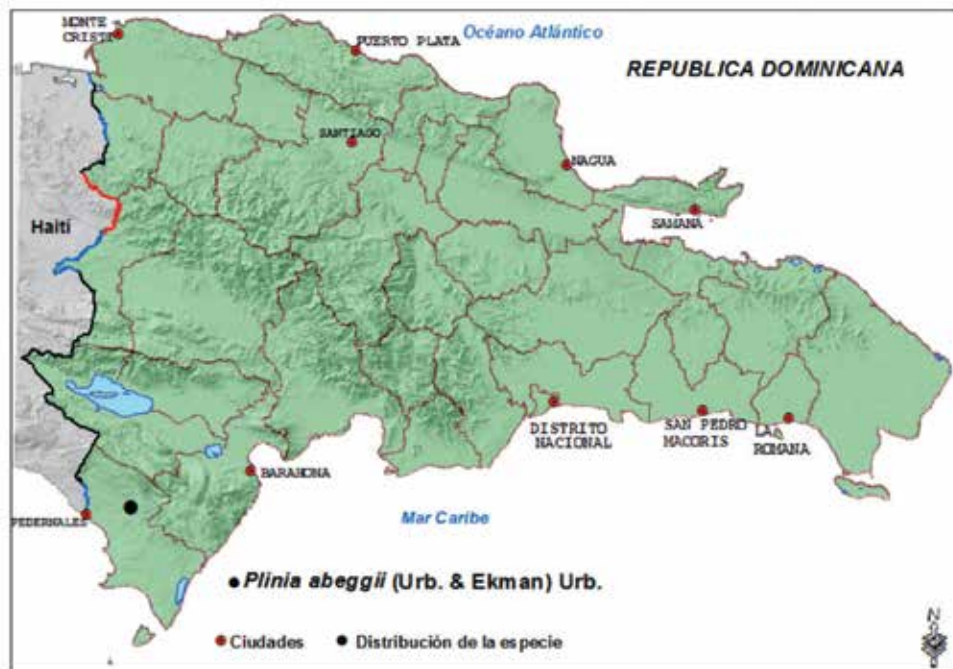 MONTE
CRISTI
PUERTO PLATA
Océano Atlántico
REPUBLICA DOMINICANA
SANTIAGO
NAGUA
SAMANA
Haití
DISTRITO
NACIONAL
SAN PEDRO
MACORIS
LA
ROMANA
BARAHONA
PEDERNALES
Mar Caribe
Plinia abeggii (Urb. & Ekman) Urb.
Ciudades
Distribución de la especie
N